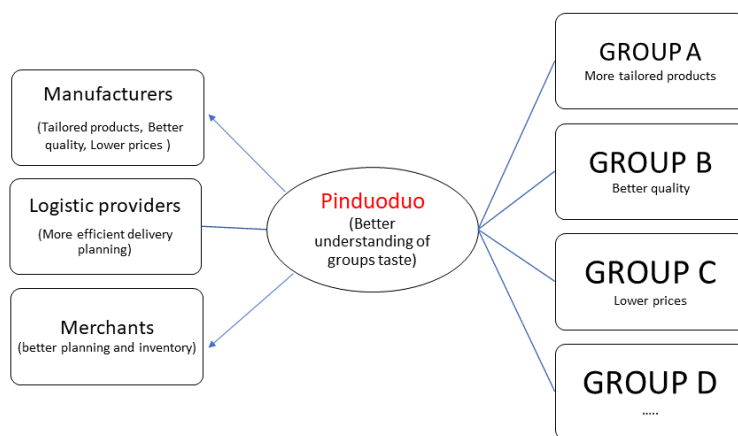 Manufacturers
(Tailored products, Better
quality, Lower prices )
Logistic providers
(More efficient delivery
planning)
Merchants
(better planning and inventory)
Pinduoduo
(Better
understanding of
groups taste)
GROUP A
More tailored products
GROUP B
Better quality
GROUP C
Lower prices
GROUP D
.....